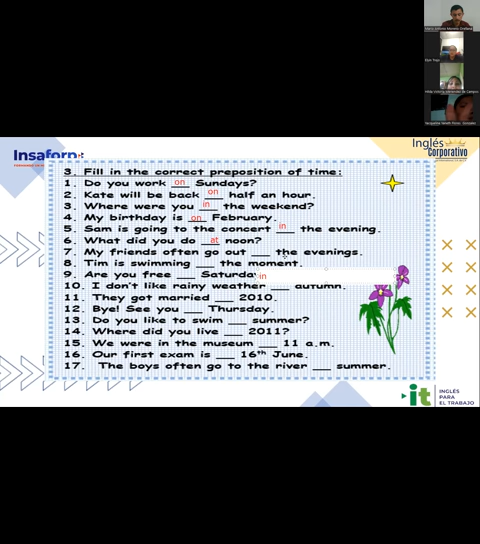 Insaforp
Inglés
Corporativo
3. Fill in the correct preposition of time:
1. Do you work on Sundays?
2. Kate will be back on half an hour.
3. Where were you in the weekend?
4. My birthday is on February.
5. Sam is going to the concert in the evening.
6. What did you do at noon?
7. My friends often go out ___ the evenings.
8. Tim is swimming ___ the moment.
9. Are you free ___ Saturday
in
10. I don't like rainy weather ___ autumn.
11. They got married ___ 2010.
12. Bye! See you ___ Thursday.
13. Do you like to swim ___ summer?
14. Where did you live ___ 2011?
15. We were in the museum ___ 11 a.m.
16. Our first exam is ___ 16th June.
17. The boys often go to the river ___ summer.
it
INGLÉS
PARA
EL TRABAJO